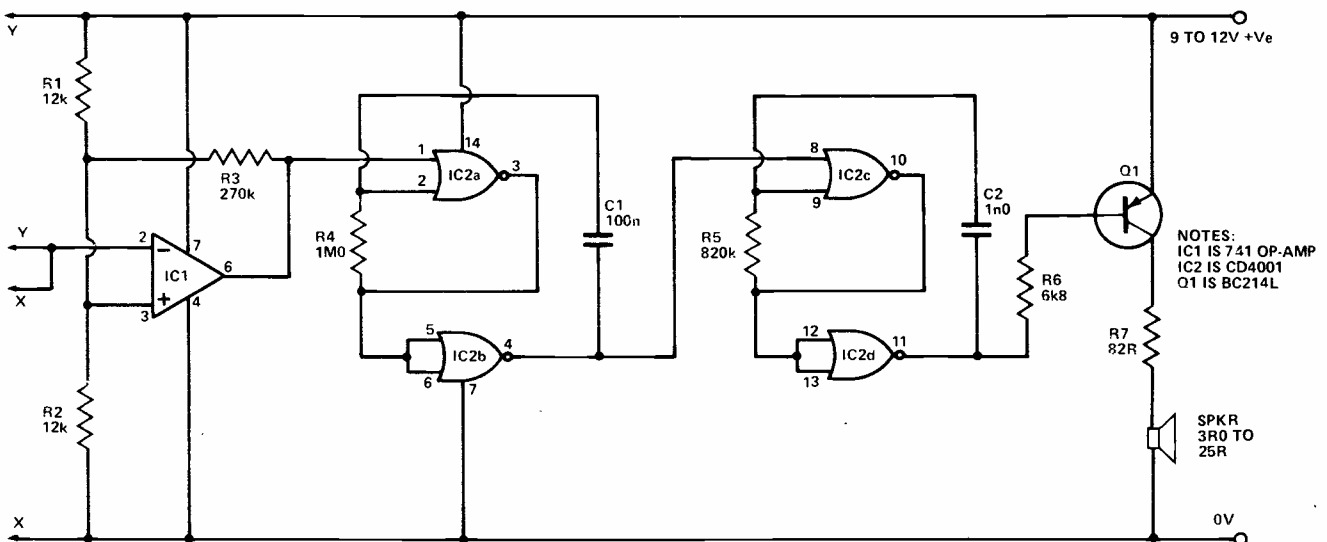 Y
9 TO 12V +Ve
R1
12k
R3
270k
1
2
14
IC2a
3
C1
100n
R4
1M0
8
9
IC2c
10
C2
1n0
R5
820k
Q1
Y
X
2
7
IC1
6
3
4
5
6
IC2b
4
7
12
13
IC2d
11
R6
6k8
NOTES:
IC1 IS 741 OP-AMP
IC2 IS CD4001
Q1 IS BC214L
R7
82R
R2
12k
SPKR
3R0 TO
25R
X
0V